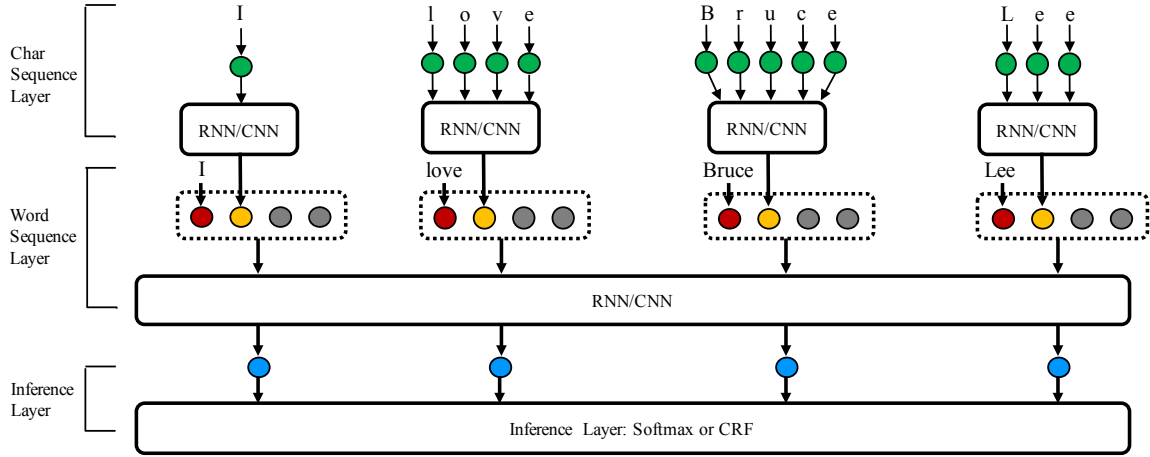 I
l o v e
B r u c e
L e e
Char
Sequence
Layer
RNN/CNN
RNN/CNN
RNN/CNN
RNN/CNN
I
love
Bruce
Lee
Word
Sequence
Layer
RNN/CNN
Inference
Layer
Inference Layer: Softmax or CRF